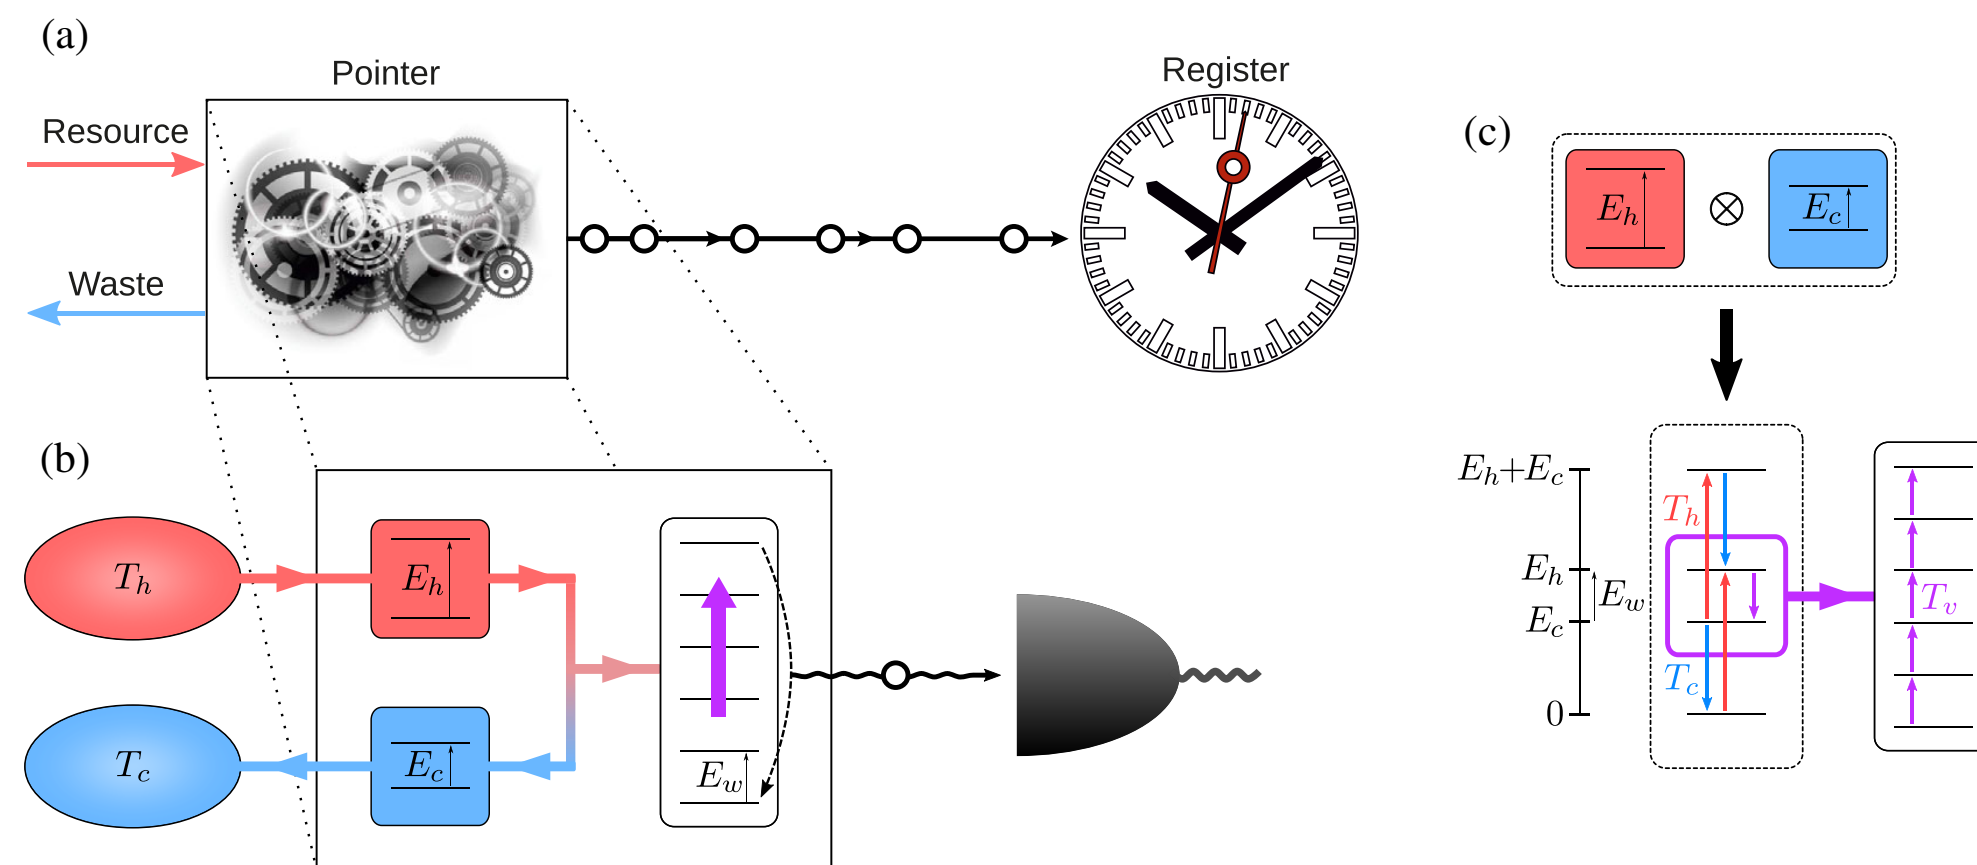 (a)
Pointer
Register
Resource
Waste
(b)
T_h
E_h
T_c
E_c
E_w
(c)
E_h
⊗
E_c
E_h+E_c
T_h
E_h
E_w
E_c
T_v
T_c
0